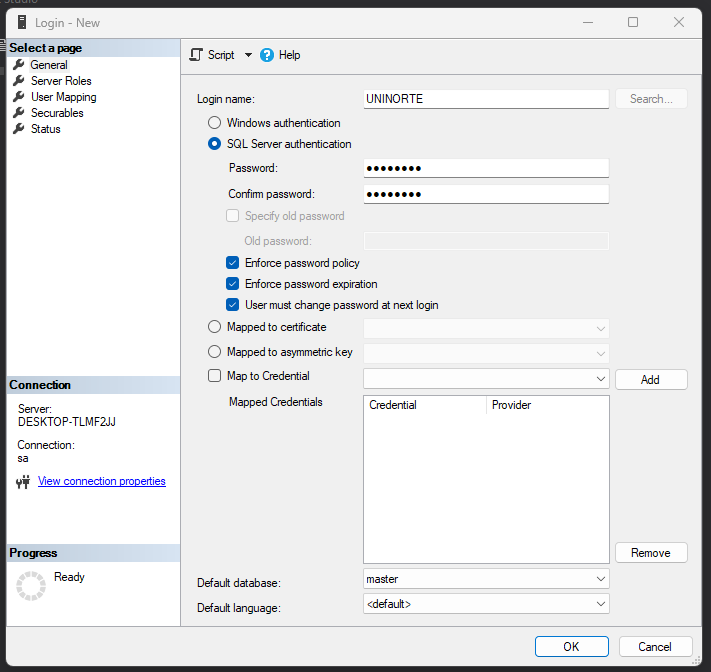 Login - New
Select a page
General
Server Roles
User Mapping
Securables
Status
Connection
Server:
DESKTOP-TLMF2JJ
Connection:
sa
View connection properties
Progress
Ready
Script Help
Login name: UNINORTE Search...
Windows authentication
SQL Server authentication
Password: ●●●●●●●●
Confirm password: ●●●●●●●●
Specify old password
Old password:
Enforce password policy
Enforce password expiration
User must change password at next login
Mapped to certificate
Mapped to asymmetric key
Map to Credential Add
Mapped Credentials Credential Provider
Remove
Default database: master
Default language: <default>
OK Cancel